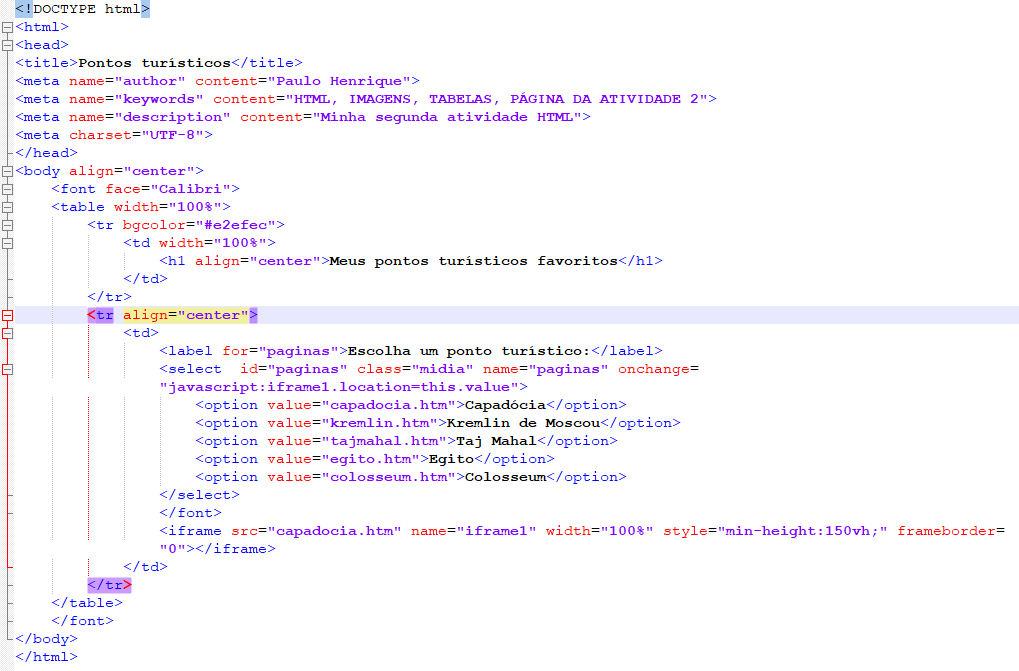 <!DOCTYPE html>
<html>
<head>
<title>Pontos turísticos</title>
<meta name="author" content="Paulo Henrique">
<meta name="keywords" content="HTML, IMAGENS, TABELAS, PÁGINA DA ATIVIDADE 2">
<meta name="description" content="Minha segunda atividade HTML">
<meta charset="UTF-8">
</head>
<body align="center">
    <font face="Calibri">
    <table width="100%">
        <tr bgcolor="#e2efec">
            <td width="100%">
                <h1 align="center">Meus pontos turísticos favoritos</h1>
            </td>
        </tr>
        <tr align="center">
            <td>
                <label for="paginas">Escolha um ponto turístico:</label>
                <select  id="paginas" class="midia" name="paginas" onchange=
                "javascript:iframe1.location=this.value">
                    <option value="capadocia.htm">Capadócia</option>
                    <option value="kremlin.htm">Kremlin de Moscou</option>
                    <option value="tajmahal.htm">Taj Mahal</option>
                    <option value="egito.htm">Egito</option>
                    <option value="colosseum.htm">Colosseum</option>
                </select>
                </font>
                <iframe src="capadocia.htm" name="iframe1" width="100%" style="min-height:150vh;" frameborder=
                "0"></iframe>
            </td>
        </tr>
    </table>
    </font>
</body>
</html>